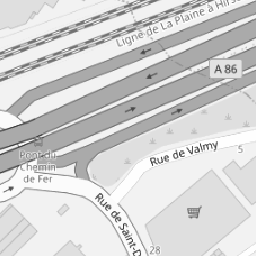 Ligne de La Plaine à Hirs
A 86
Pont du
Chemin
de Fer
Rue de Valmy
5
Rue de Saint-D
28